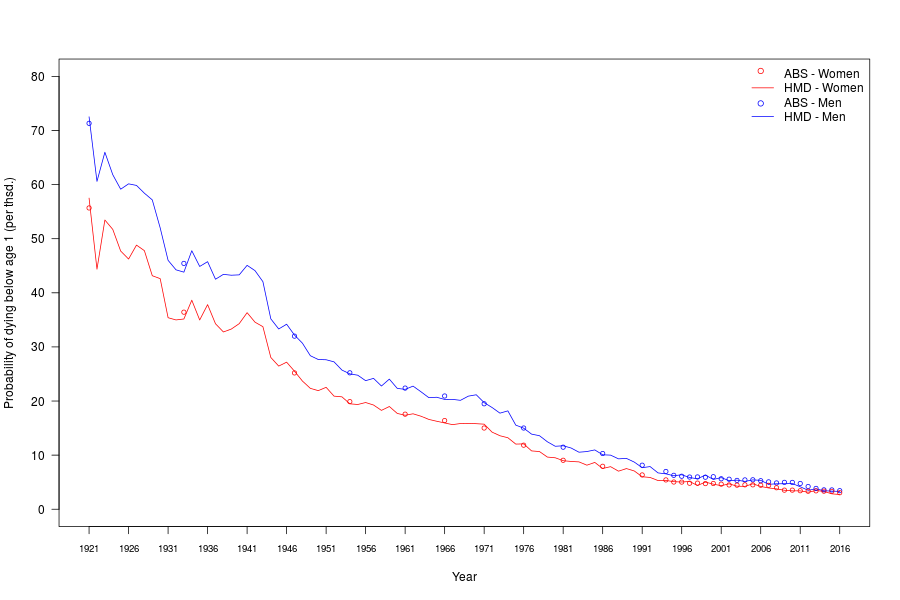 ABS - Women
HMD - Women
ABS - Men
HMD - Men
Probability of dying below age 1 (per thsd.)
80
70
60
50
40
30
20
10
0
1921 1926 1931 1936 1941 1946 1951 1956 1961 1966 1971 1976 1981 1986 1991 1996 2001 2006 2011 2016
Year